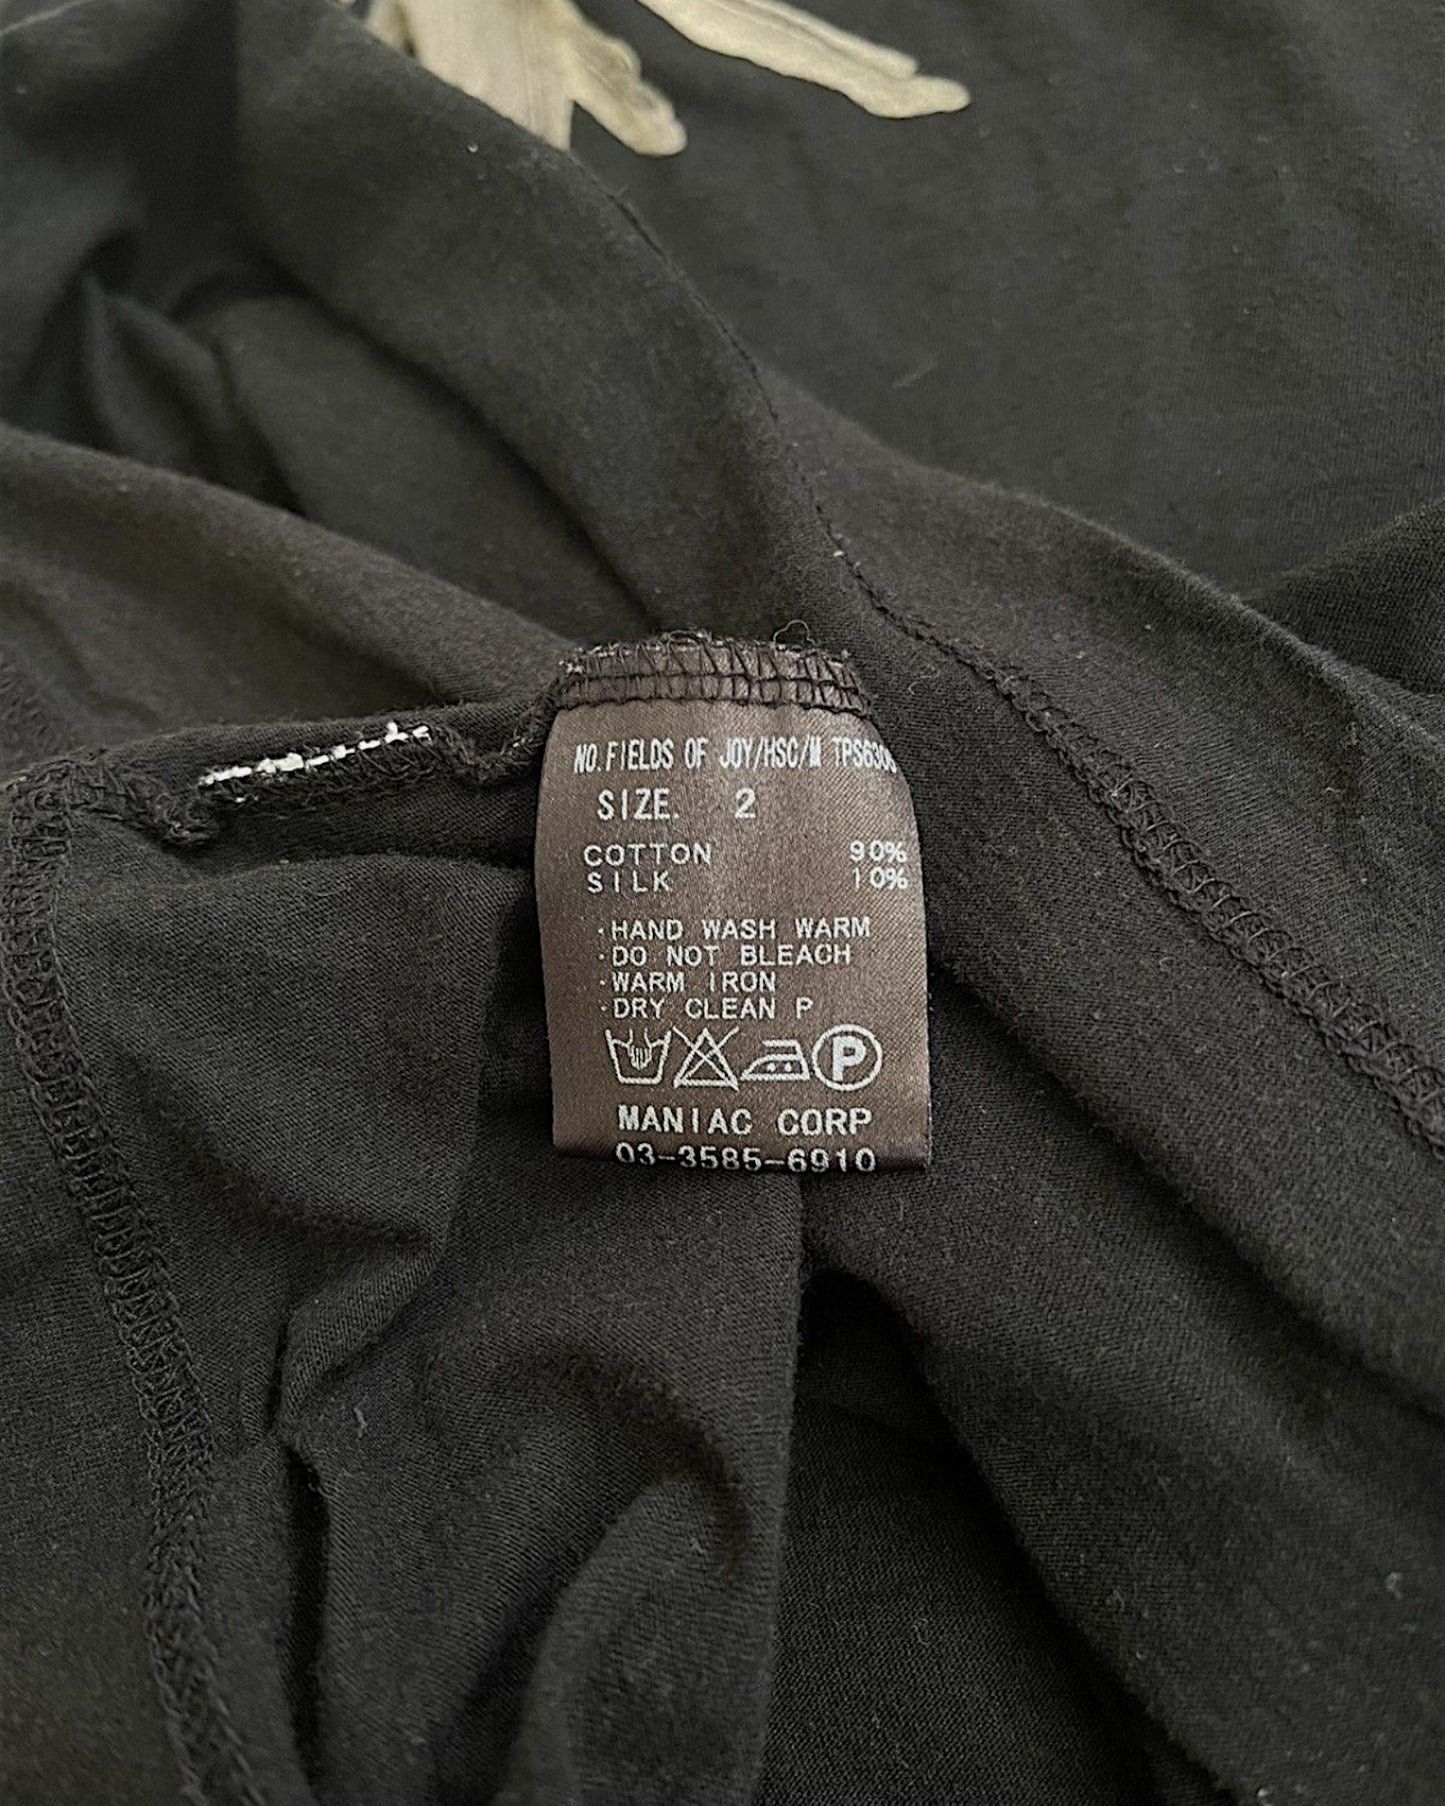 NO. FIELDS OF JOY/HSC/M TPS6306
SIZE. 2
COTTON 90%
SILK 10%
・HAND WASH WARM
・DO NOT BLEACH
・WARM IRON
・DRY CLEAN P
P
MANIAC CORP
03-3585-6910